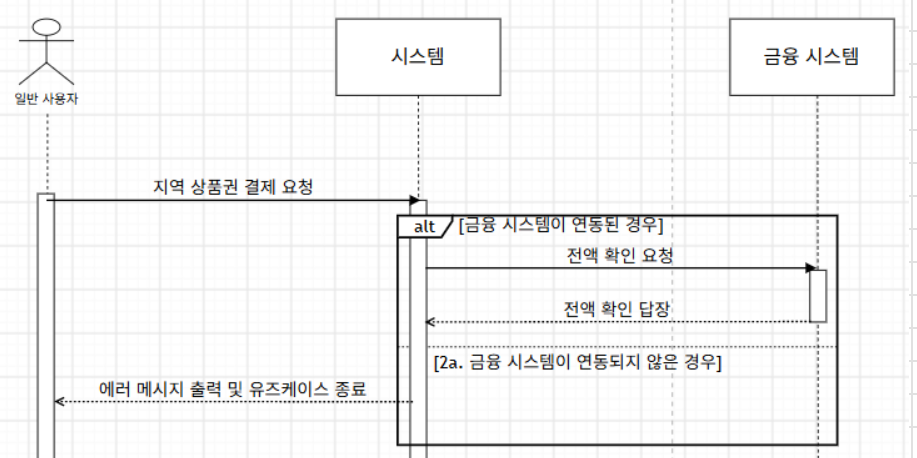 시스템
금융 시스템
일반 사용자
지역 상품권 결제 요청
alt
[금융 시스템이 연동된 경우]
전액 확인 요청
전액 확인 답장
[2a. 금융 시스템이 연동되지 않은 경우]
에러 메시지 출력 및 유즈케이스 종료